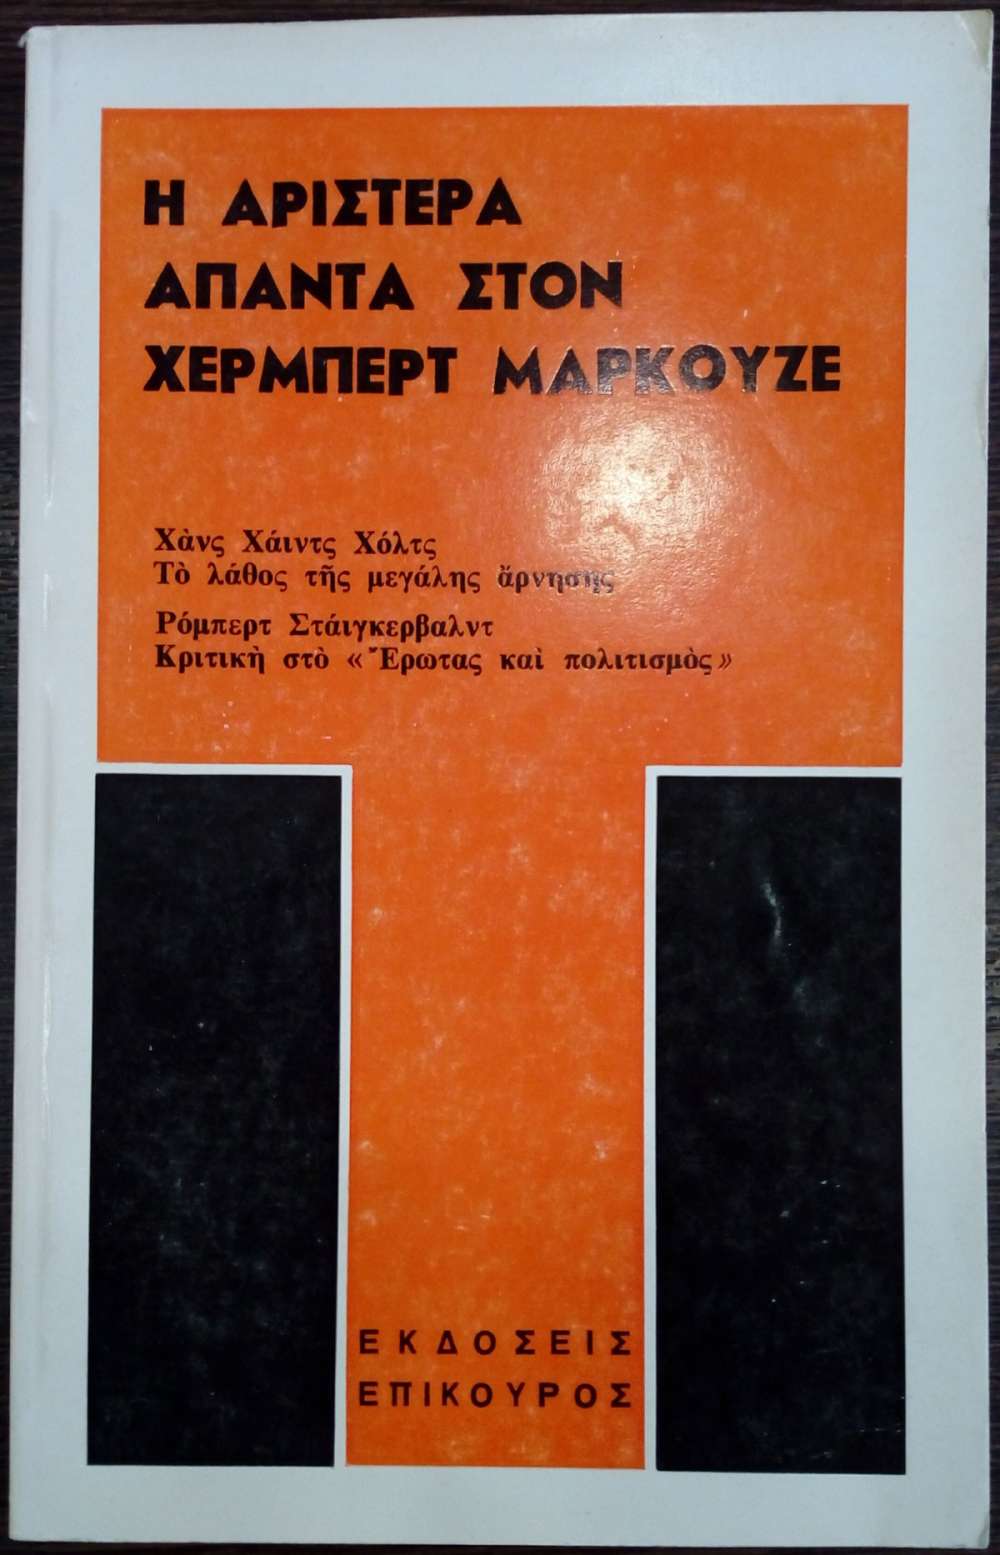 Η ΑΡΙΣΤΕΡΑ
ΑΠΑΝΤΑ ΣΤΟΝ
ΧΕΡΜΠΕΡΤ ΜΑΡΚΟΥΖΕ
Χὰνς Χάιντς Χόλτς
Τὸ λάθος τῆς μεγάλης ἄρνησης
Ρόμπερτ Στάιγκερβαλντ
Κριτικὴ στὸ «Ἔρωτας καὶ πολιτισμὸς»
ΕΚΔΟΣΕΙΣ
ΕΠΙΚΟΥΡΟΣ